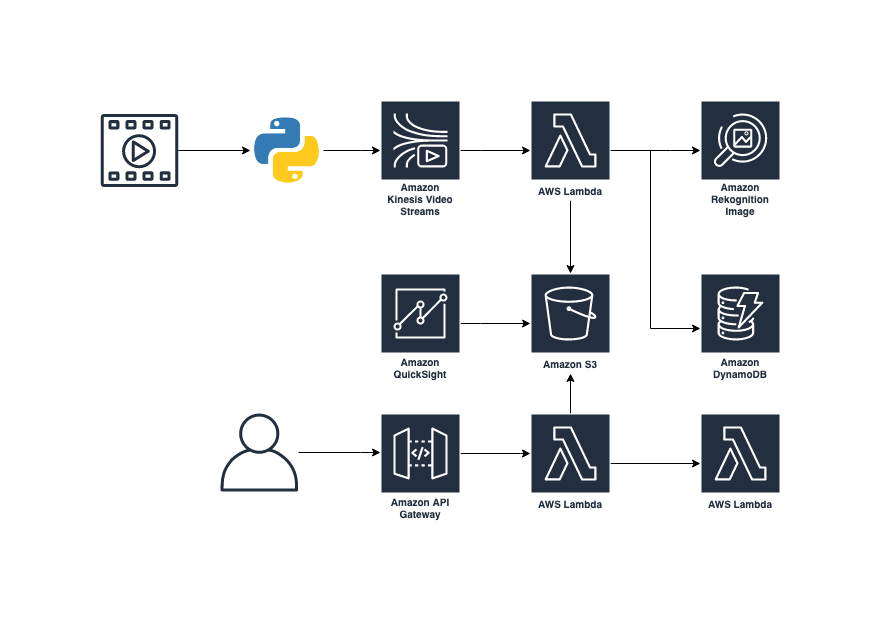 Amazon
Kinesis Video
Streams
AWS Lambda
Amazon
Rekognition
Image
Amazon
QuickSight
Amazon S3
Amazon
DynamoDB
</>
Amazon API
Gateway
AWS Lambda
AWS Lambda